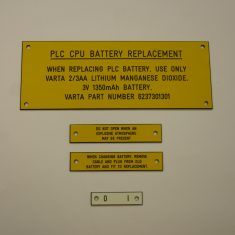 PLC CPU BATTERY REPLACEMENT
WHEN REPLACING PLC BATTERY, USE ONLY
VARTA 2/3AA LITHIUM MANGANESE DIOXIDE.
3V 1350mAH BATTERY.
VARTA PART NUMBER 6237301301
DO NOT OPEN WHEN AN
EXPLOSIVE ATMOSPHERE
MAY BE PRESENT
WHEN CHANGING BATTERY, REMOVE
CABLE AND PLUG FROM OLD
BATTERY AND FIT TO REPLACEMENT.
0 I